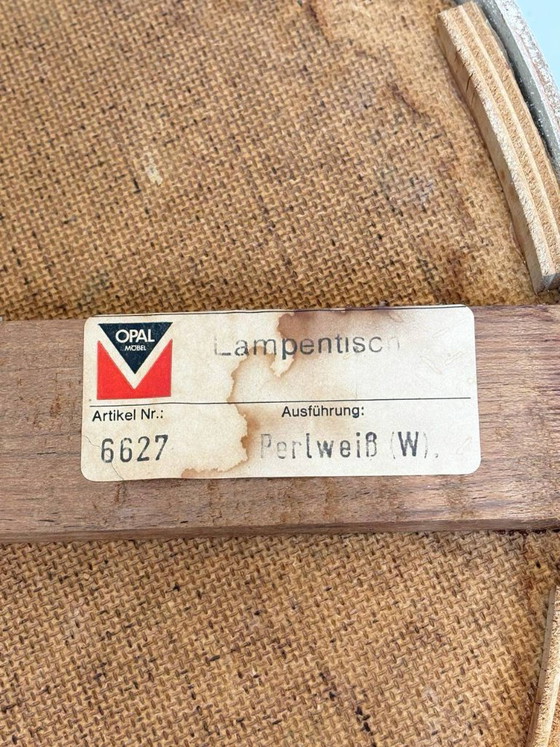 OPAL
MÖBEL
Lampentisch
Artikel Nr.:
Ausführung:
6627
Perlweiß (W).